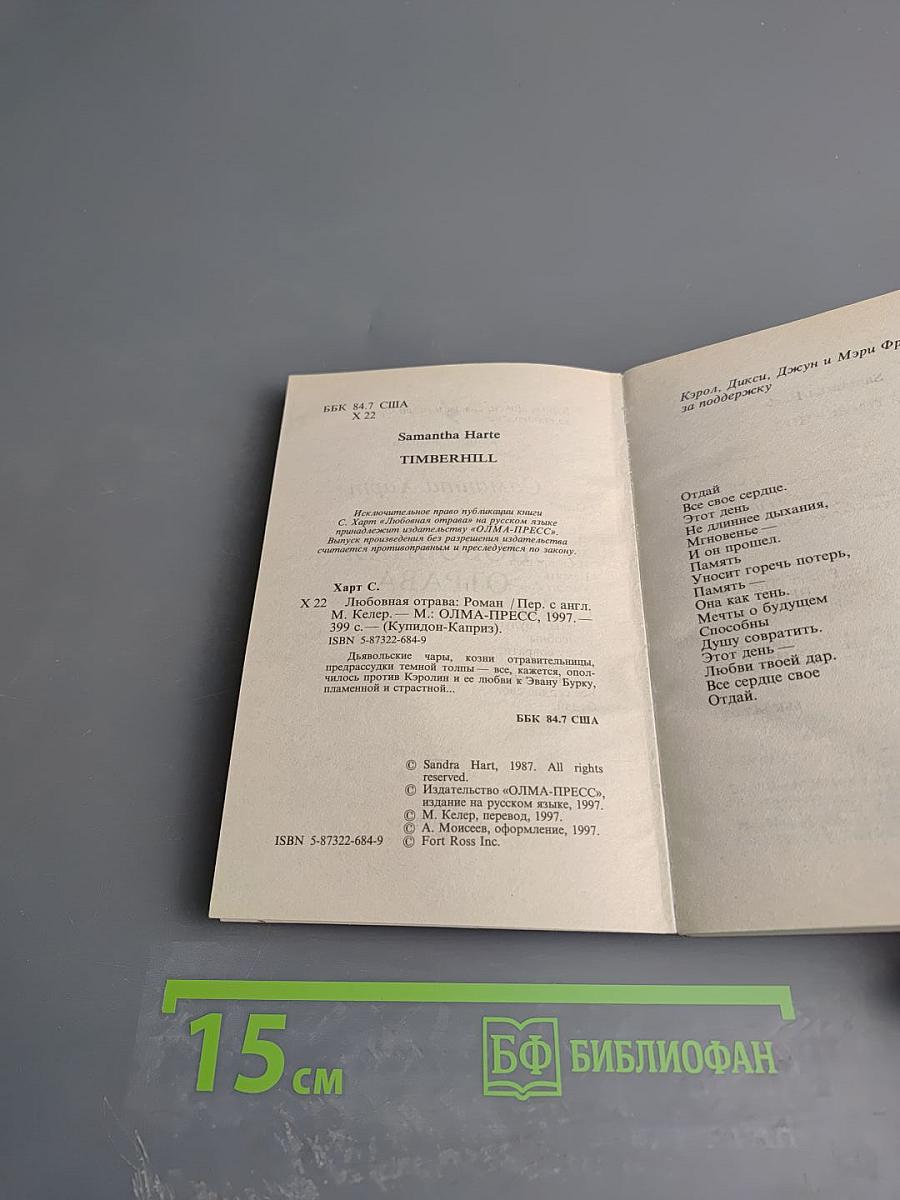 ББК 84.7 США
Х 22
Samantha Harte
TIMBERHILL
Исключительное право публикации книги
С. Харт «Любовная отрава» на русском языке
принадлежит издательству «ОЛМА-ПРЕСС».
Выпуск произведения без разрешения издательства
считается противоправным и преследуется по закону.
Харт С.
Х 22 Любовная отрава: Роман / Пер. с англ.
М. Келер. — М.: ОЛМА-ПРЕСС, 1997. —
399 с. — (Купидон-Каприз).
ISBN 5-87322-684-9
Дьявольские чары, козни отравительницы,
предрассудки темной толпы — все, кажется, опол-
чилось против Кэролин и ее любви к Эвану Бурку,
пламенной и страстной...
ББК 84.7 США
© Sandra Hart, 1987. All rights
reserved.
© Издательство «ОЛМА-ПРЕСС»,
издание на русском языке, 1997.
© М. Келер, перевод, 1997.
© А. Моисеев, оформление, 1997.
ISBN 5-87322-684-9 © Fort Ross Inc.
Кэрол, Дикси, Джун и Мэри Фр
за поддержку
Отдай
Все свое сердце.
Этот день
Не длиннее дыхания,
Мгновенье —
И он прошел.
Память
Уносит горечь потерь,
Память —
Она как тень.
Мечты о будущем
Способны
Душу совратить.
Этот день —
Любви твоей дар.
Все сердце свое
Отдай.
15 см
БФ БИБЛИОФАН